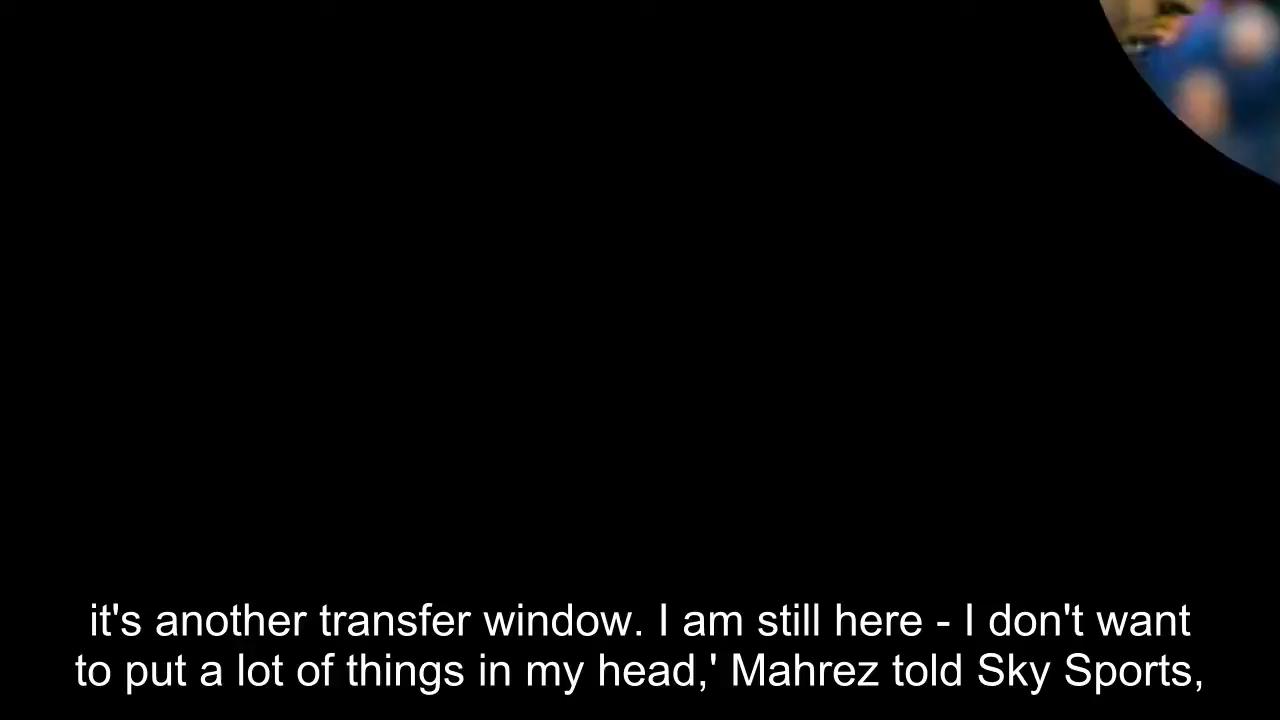 it's another transfer window. I am still here - I don't want
to put a lot of things in my head,' Mahrez told Sky Sports,